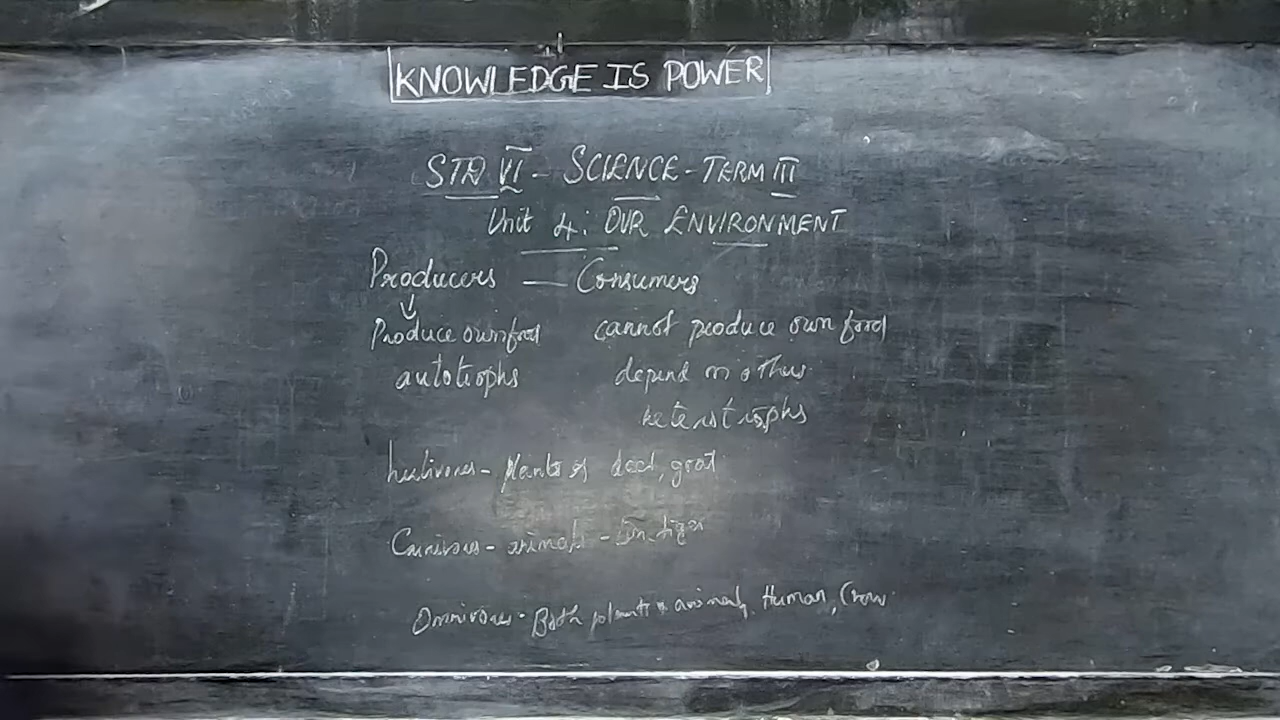 KNOWLEDGE IS POWER
STD VI - SCIENCE - TERM III
Unit 4: OUR ENVIRONMENT
Producers — Consumers
Produce own food cannot produce own food
autotrophs depend on others
heterotrophs
herbivores - plants eg deer, goat
Carnivores - animals - lion, tiger
Omnivores - Both plants & animals, Human, Crow